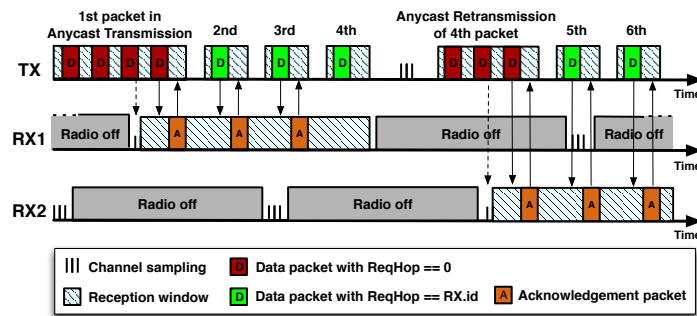 1st packet in
Anycast Transmission
2nd
3rd
4th
Anycast Retransmission
of 4th packet
5th
6th
TX
D
D
D
D
D
D
D
D
D
D
D
Time
RX1
Radio off
A
A
A
Radio off
Radio off
Time
RX2
Radio off
Radio off
A
A
A
Time
Channel sampling
D Data packet with ReqHop == 0
Reception window
D Data packet with ReqHop == RX.id
A Acknowledgement packet